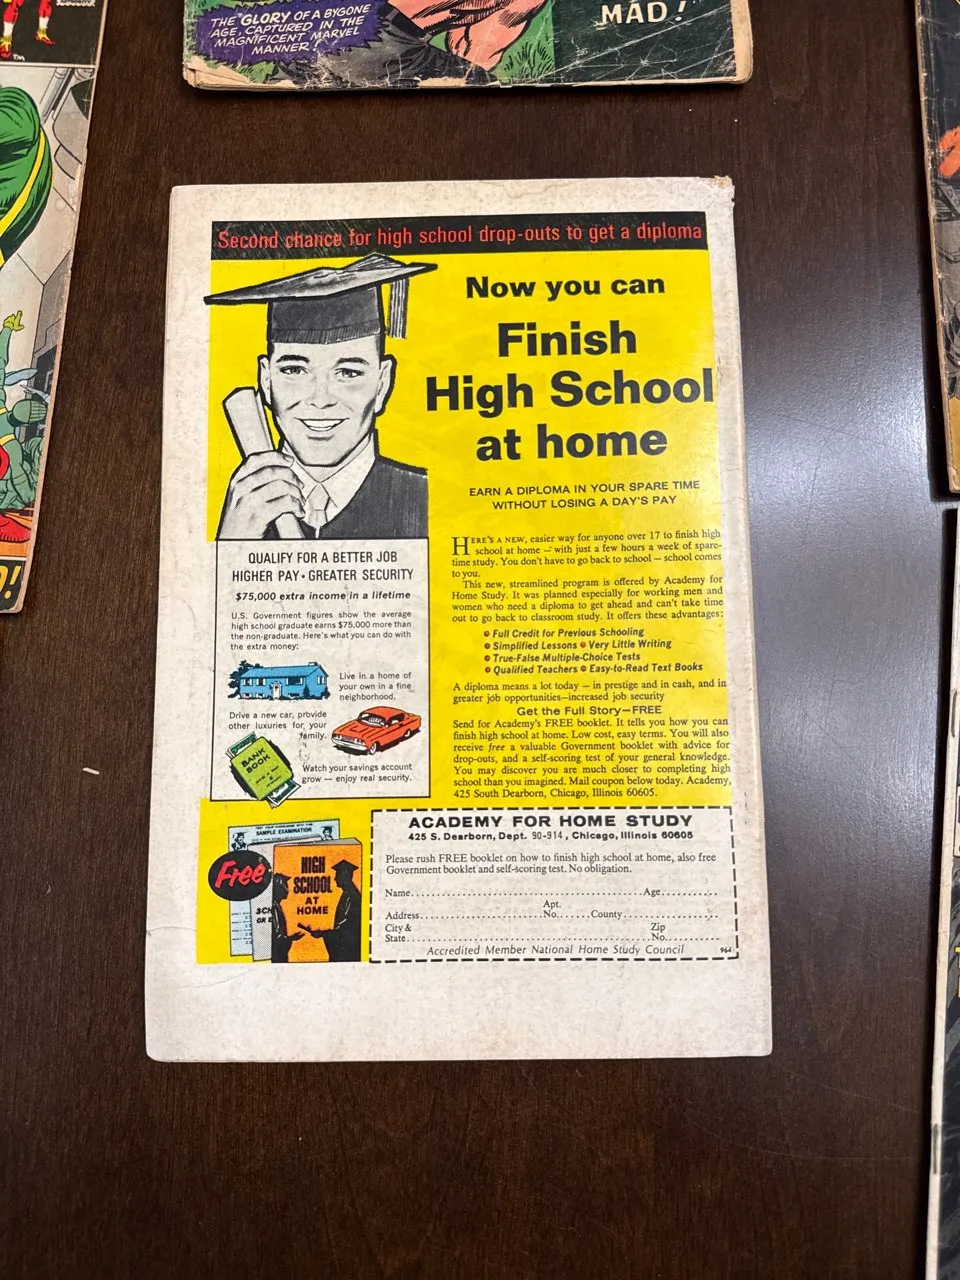 THE "GLORY OF A BYGONE
AGE, CAPTURED IN THE
MAGNIFICENT MARVEL
MANNER!
MAD!
TM
Second chance for high school drop-outs to get a diploma
Now you can
Finish
High School
at home
EARN A DIPLOMA IN YOUR SPARE TIME
WITHOUT LOSING A DAY'S PAY
QUALIFY FOR A BETTER JOB
HIGHER PAY • GREATER SECURITY
$75,000 extra income in a lifetime
U.S. Government figures show the average
high school graduate earns $75,000 more than
the non-graduate. Here's what you can do with
the extra money:
Live in a home of
your own in a fine
neighborhood.
Drive a new car, provide
other luxuries for your
family.
BANK
BOOK
Watch your savings account
grow — enjoy real security.
HERE'S A NEW, easier way for anyone over 17 to finish high
school at home — with just a few hours a week of spare-
time study. You don't have to go back to school — school comes
to you.
This new, streamlined program is offered by Academy for
Home Study. It was planned especially for working men and
women who need a diploma to get ahead and can't take time
out to go back to classroom study. It offers these advantages:
• Full Credit for Previous Schooling
• Simplified Lessons • Very Little Writing
• True-False Multiple-Choice Tests
• Qualified Teachers • Easy-to-Read Text Books
A diploma means a lot today — in prestige and in cash, and in
greater job opportunities—increased job security
Get the Full Story—FREE
Send for Academy's FREE booklet. It tells you how you can
finish high school at home. Low cost, easy terms. You will also
receive free a valuable Government booklet with advice for
drop-outs, and a self-scoring test of your general knowledge.
You may discover you are much closer to completing high
school than you imagined. Mail coupon below today. Academy,
425 South Dearborn, Chicago, Illinois 60605.
SAMPLE EXAMINATION
Free
HIGH
SCHOOL
AT
HOME
SCH
OR
ACADEMY FOR HOME STUDY
425 S. Dearborn, Dept. 90-914, Chicago, Illinois 60605
Please rush FREE booklet on how to finish high school at home, also free
Government booklet and self-scoring test. No obligation.
Name Age
Apt.
Address No. County
City & Zip
State No.
Accredited Member National Home Study Council 964